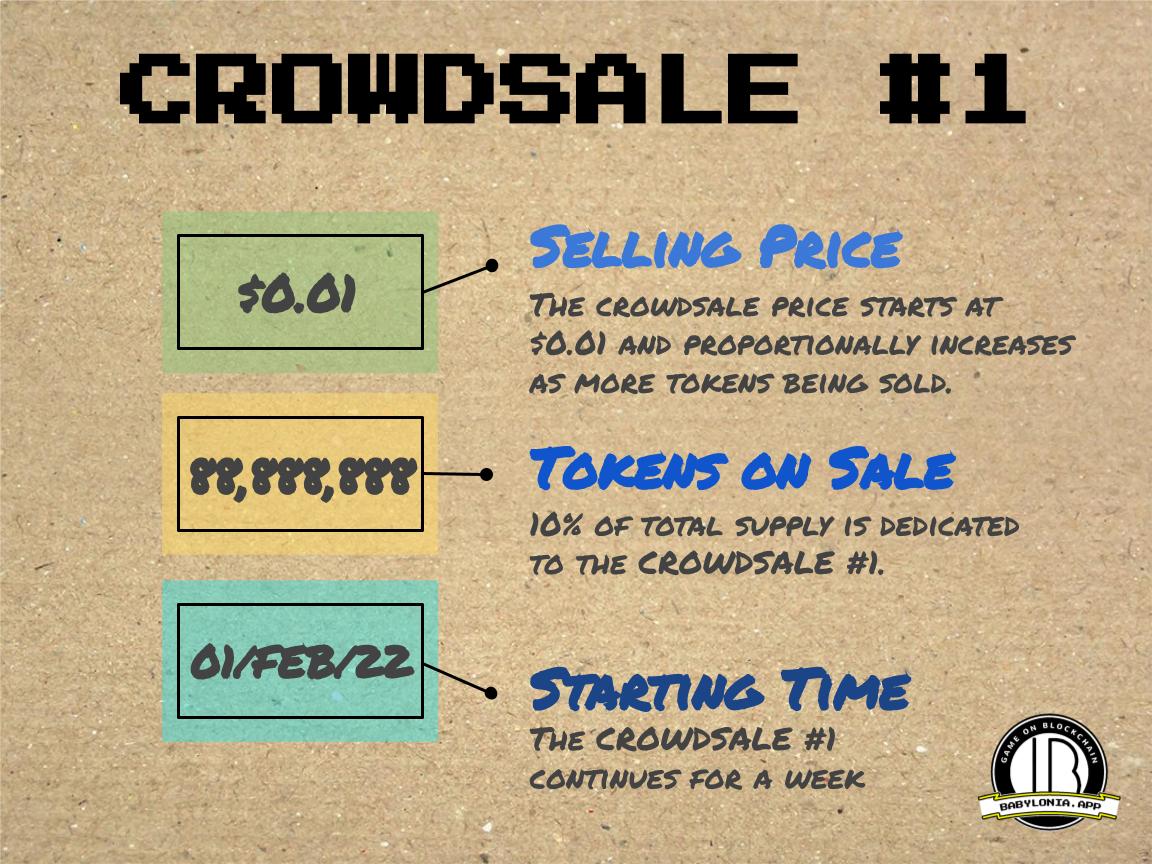 CROWDSALE #1
$0.01
SELLING PRICE
THE CROWDSALE PRICE STARTS AT
$0.01 AND PROPORTIONALLY INCREASES
AS MORE TOKENS BEING SOLD.
88,888,888
TOKENS ON SALE
10% OF TOTAL SUPPLY IS DEDICATED
TO THE CROWDSALE #1.
01/FEB/22
STARTING TIME
THE CROWDSALE #1
CONTINUES FOR A WEEK
GAME ON BLOCKCHAIN
B
BABYLONIA.APP